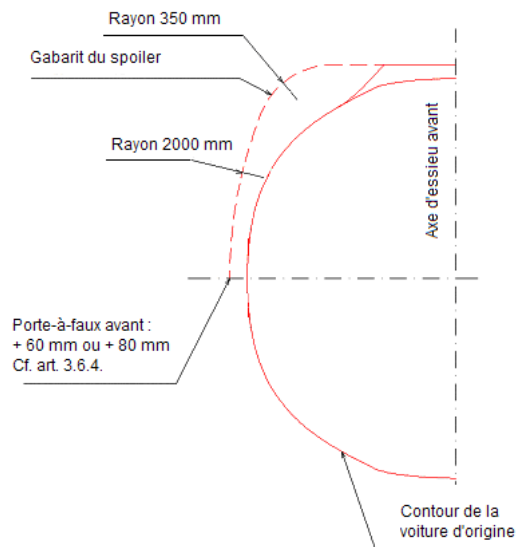 Rayon 350 mm
Gabarit du spoiler
Rayon 2000 mm
Axe d'essieu avant
Porte-à-faux avant :
+ 60 mm ou + 80 mm
Cf. art. 3.6.4.
Contour de la
voiture d'origine